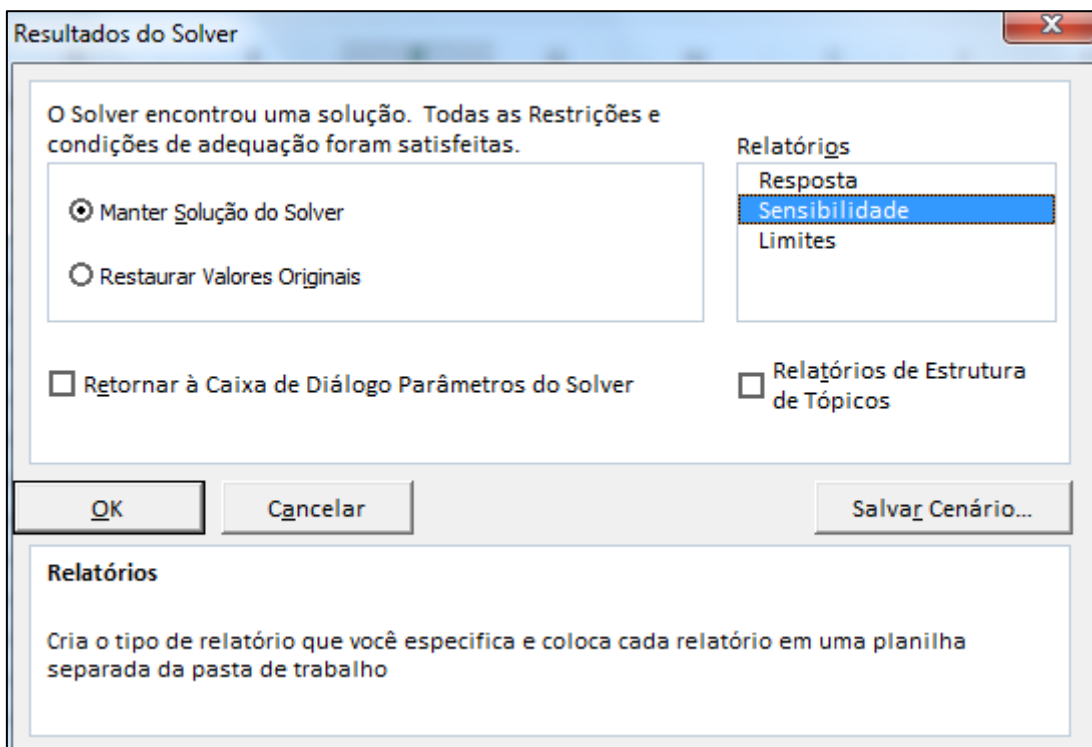 Resultados do Solver
O Solver encontrou uma solução. Todas as Restrições e
condições de adequação foram satisfeitas.
Relatórios
Manter Solução do Solver
Restaurar Valores Originais
Resposta
Sensibilidade
Limites
Retornar à Caixa de Diálogo Parâmetros do Solver
Relatórios de Estrutura
de Tópicos
OK
Cancelar
Salvar Cenário...
Relatórios
Cria o tipo de relatório que você especifica e coloca cada relatório em uma planilha
separada da pasta de trabalho